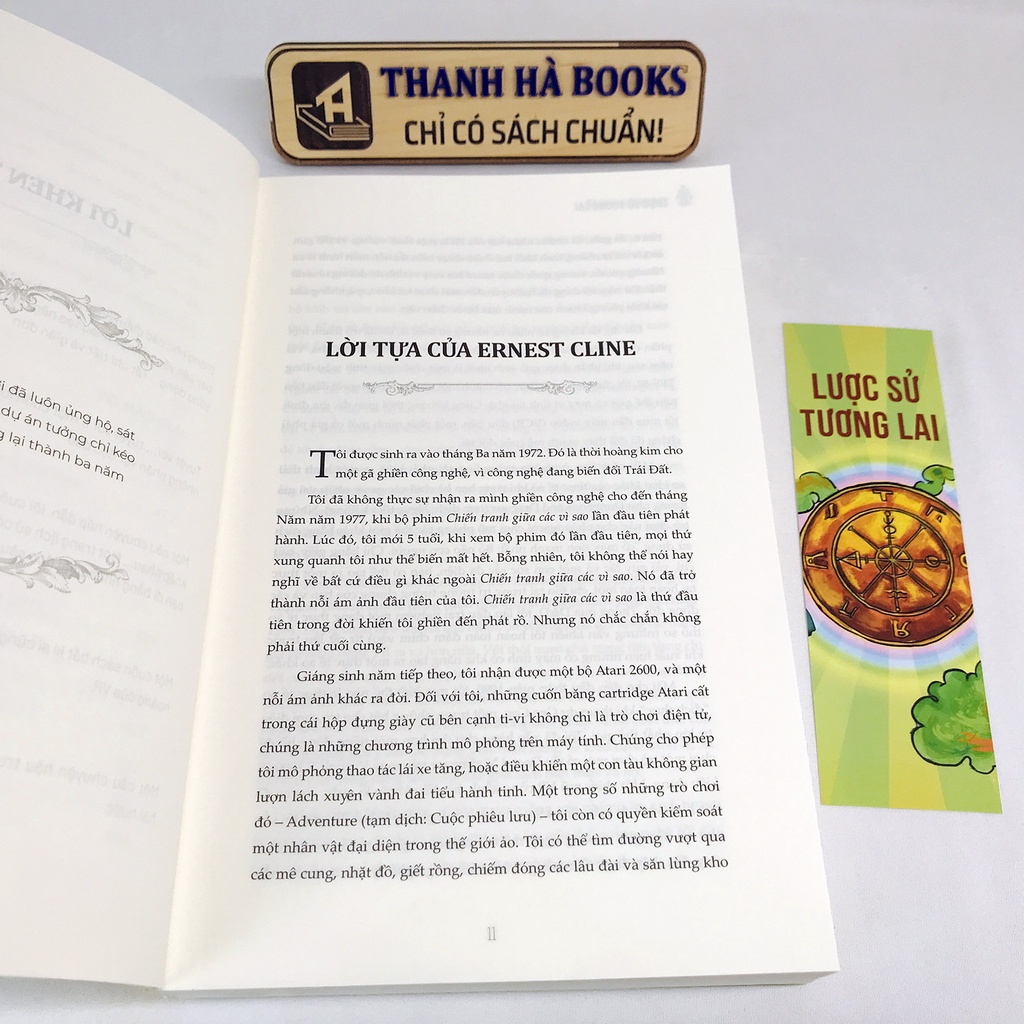 THANH HÀ BOOKS
CHỈ CÓ SÁCH CHUẨN!
đã luôn ủng hộ, sát
dự án tưởng chỉ kéo
lại thành ba năm
LỜI TỰA CỦA ERNEST CLINE
Tôi được sinh ra vào tháng Ba năm 1972. Đó là thời hoàng kim cho
một gã ghiền công nghệ, vì công nghệ đang biến đổi Trái Đất.
Tôi đã không thực sự nhận ra mình ghiền công nghệ cho đến tháng
Năm năm 1977, khi bộ phim Chiến tranh giữa các vì sao lần đầu tiên phát
hành. Lúc đó, tôi mới 5 tuổi, khi xem bộ phim đó lần đầu tiên, mọi thứ
xung quanh tôi như thể biến mất hết. Bỗng nhiên, tôi không thể nói hay
nghĩ về bất cứ điều gì khác ngoài Chiến tranh giữa các vì sao. Nó đã trở
thành nỗi ám ảnh đầu tiên của tôi. Chiến tranh giữa các vì sao là thứ đầu
tiên trong đời khiến tôi ghiền đến phát rồ. Nhưng nó chắc chắn không
phải thứ cuối cùng.
Giáng sinh năm tiếp theo, tôi nhận được một bộ Atari 2600, và một
nỗi ám ảnh khác ra đời. Đối với tôi, những cuốn băng cartridge Atari cất
trong cái hộp đựng giày cũ bên cạnh ti-vi không chỉ là trò chơi điện tử,
chúng là những chương trình mô phỏng trên máy tính. Chúng cho phép
tôi mô phỏng thao tác lái xe tăng, hoặc điều khiển một con tàu không gian
lượn lách xuyên vành đai tiểu hành tinh. Một trong số những trò chơi
đó – Adventure (tạm dịch: Cuộc phiêu lưu) – tôi còn có quyền kiểm soát
một nhân vật đại diện trong thế giới ảo. Tôi có thể tìm đường vượt qua
các mê cung, nhặt đồ, giết rồng, chiếm đóng các lâu đài và săn lùng kho
11
LƯỢC SỬ
TƯƠNG LAI